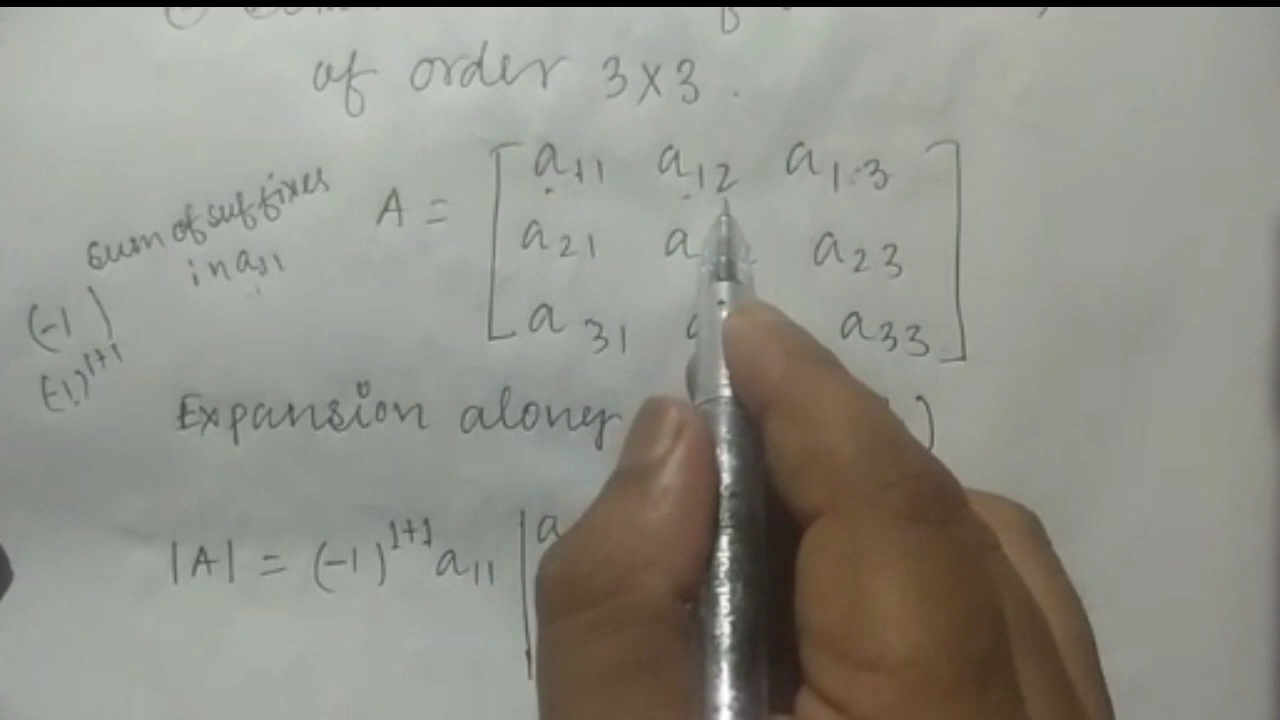 of order 3×3.
A = [ a11 a12 a13
a21 a a23
a31 a33 ]
sum of suffixes
in a11
(-1)
(-1)^1+1
Expansion along )
|A| = (-1)^1+1 a11 | a